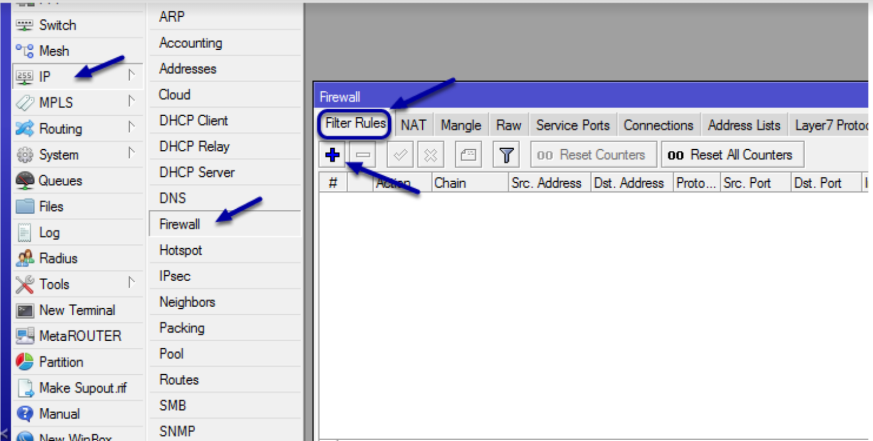 Switch
Mesh
IP
MPLS
Routing
System
Queues
Files
Log
Radius
Tools
New Terminal
MetaROUTER
Partition
Make Supout.rif
Manual
New WinBox
ARP
Accounting
Addresses
Cloud
DHCP Client
DHCP Relay
DHCP Server
DNS
Firewall
Hotspot
IPsec
Neighbors
Packing
Pool
Routes
SMB
SNMP
Firewall
Filter Rules NAT Mangle Raw Service Ports Connections Address Lists Layer7 Protoc
00 Reset Counters 00 Reset All Counters
# Action Chain Src. Address Dst. Address Proto... Src. Port Dst. Port